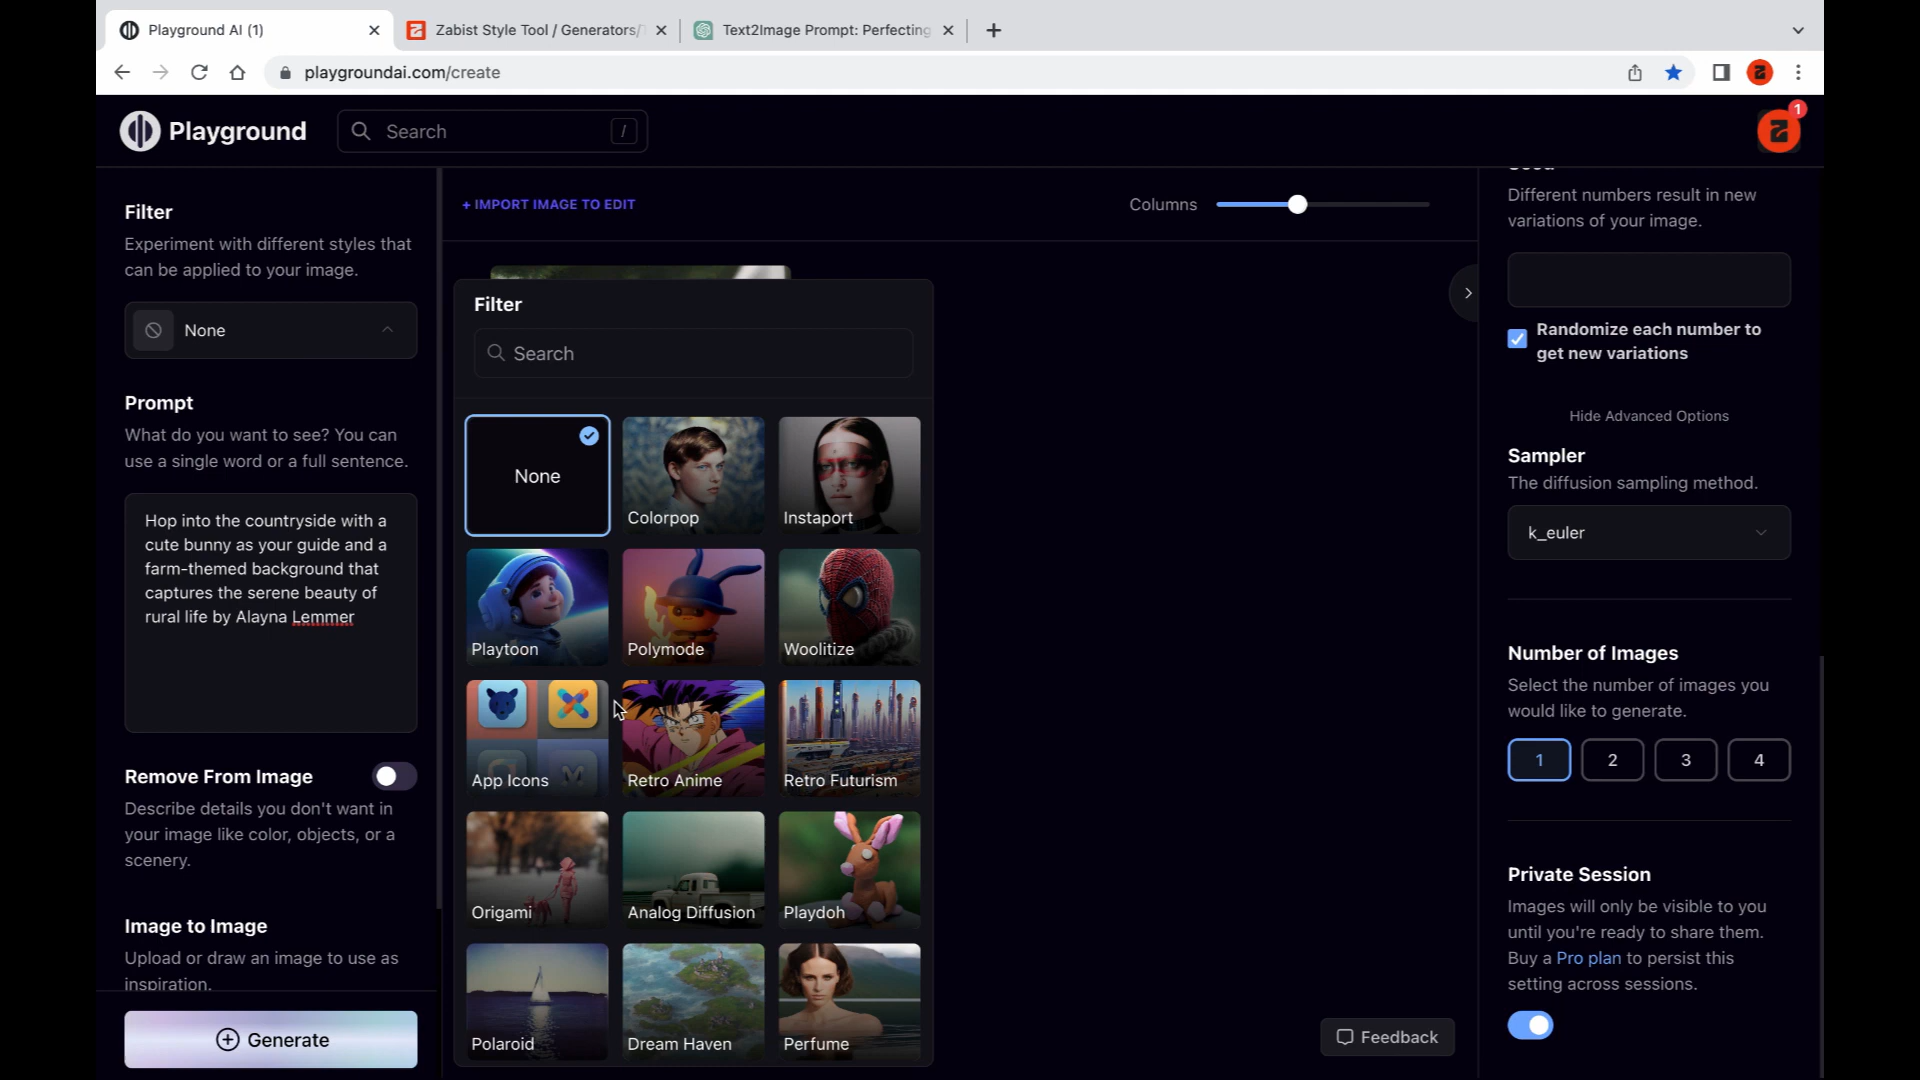 Playground AI (1)
Zabist Style Tool / Generators/
Text2Image Prompt: Perfecting
playgroundai.com/create
Playground
Search
/
1
Filter
Experiment with different styles that
can be applied to your image.
None
Prompt
What do you want to see? You can
use a single word or a full sentence.
Hop into the countryside with a
cute bunny as your guide and a
farm-themed background that
captures the serene beauty of
rural life by Alayna Lemmer
Remove From Image
Describe details you don't want in
your image like color, objects, or a
scenery.
Image to Image
Upload or draw an image to use as
inspiration.
Generate
+ IMPORT IMAGE TO EDIT
Columns
Filter
Search
None
Colorpop
Instaport
Playtoon
Polymode
Woolitize
App Icons
Retro Anime
Retro Futurism
Origami
Analog Diffusion
Playdoh
Polaroid
Dream Haven
Perfume
Feedback
Different numbers result in new
variations of your image.
Randomize each number to
get new variations
Hide Advanced Options
Sampler
The diffusion sampling method.
k_euler
Number of Images
Select the number of images you
would like to generate.
1
2
3
4
Private Session
Images will only be visible to you
until you're ready to share them.
Buy a Pro plan to persist this
setting across sessions.